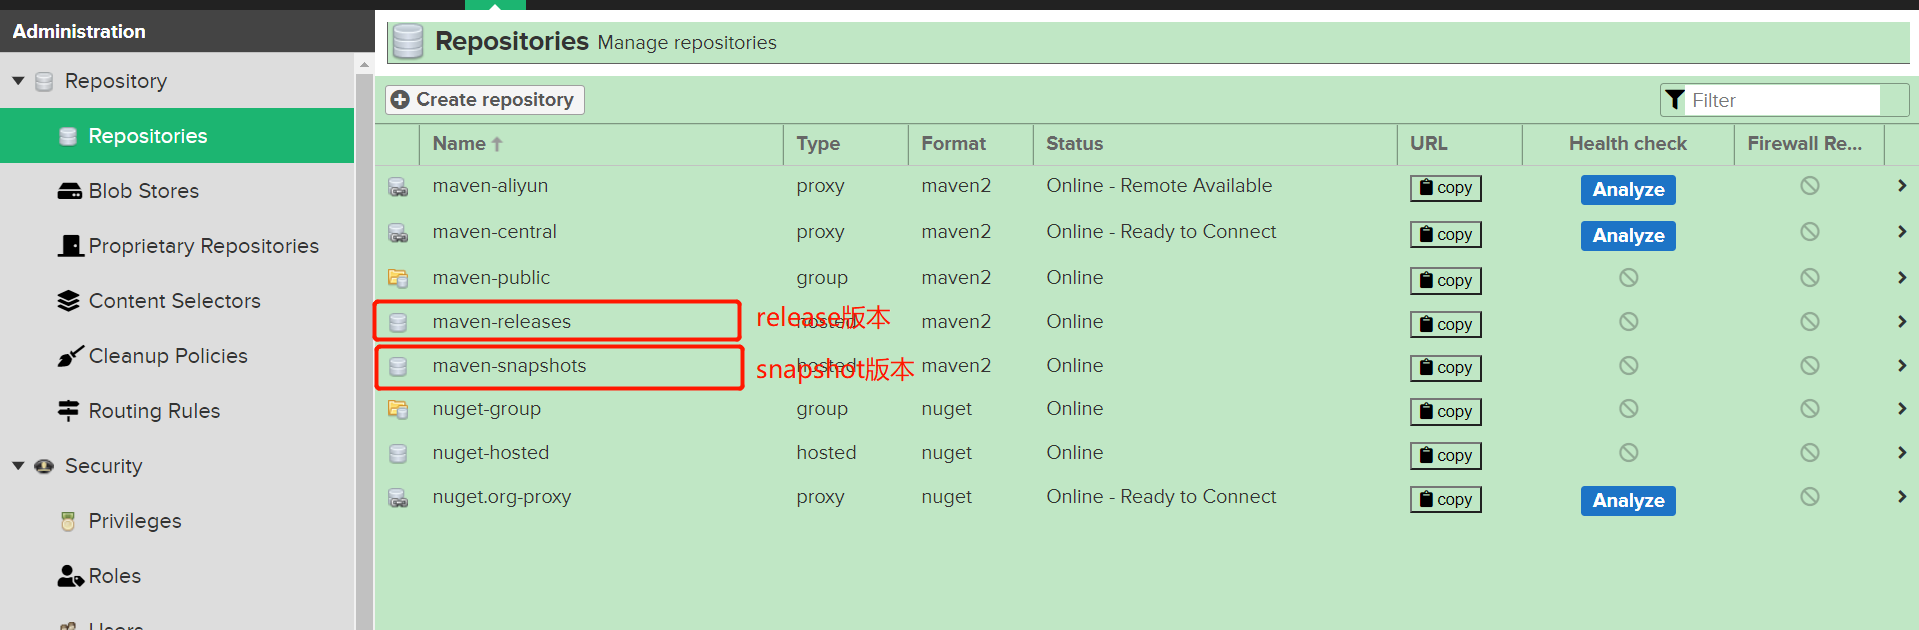 Administration
Repository
Repositories
Blob Stores
Proprietary Repositories
Content Selectors
Cleanup Policies
Routing Rules
Security
Privileges
Roles
Users
Repositories Manage repositories
Create repository
Filter
Name Type Format Status URL Health check Firewall Re...
maven-aliyun proxy maven2 Online - Remote Available copy Analyze
maven-central proxy maven2 Online - Ready to Connect copy Analyze
maven-public group maven2 Online copy
maven-releases hosted maven2 Online copy
release版本
maven-snapshots hosted maven2 Online copy
snapshot版本
nuget-group group nuget Online copy
nuget-hosted hosted nuget Online copy
nuget.org-proxy proxy nuget Online - Ready to Connect copy Analyze